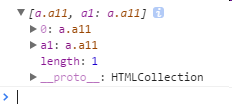 ▼ [a.a11, a1: a.a11] i
▶ 0: a.a11
▶ a1: a.a11
length: 1
▶ __proto__: HTMLCollection
>